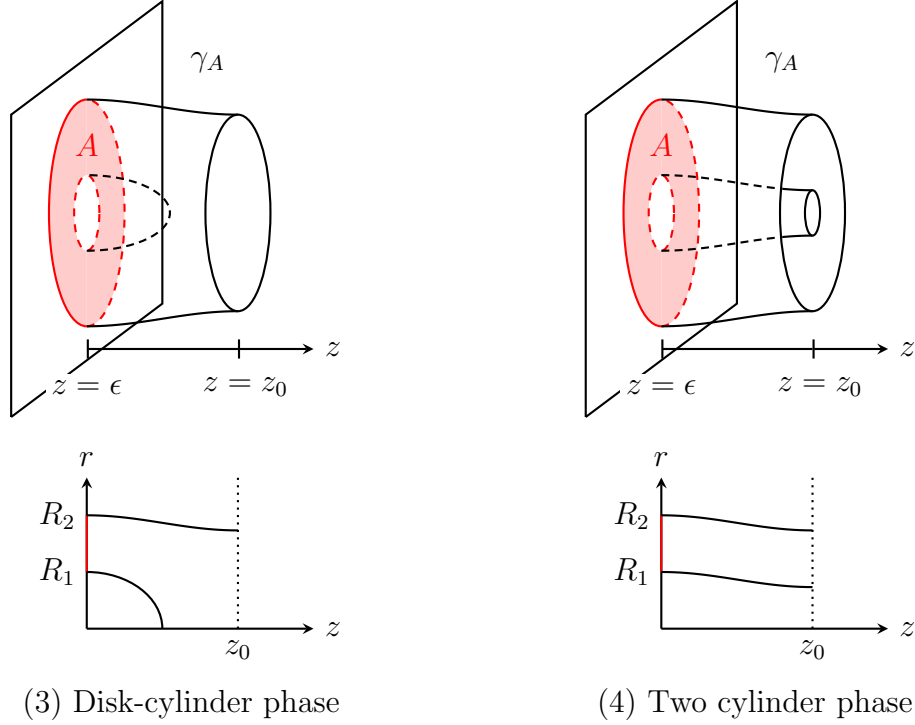 γ_A
γ_A
A
A
z
z
z = ϵ
z = z_0
z = ϵ
z = z_0
r
r
R_2
R_2
R_1
R_1
z
z
z_0
z_0
(3) Disk-cylinder phase
(4) Two cylinder phase